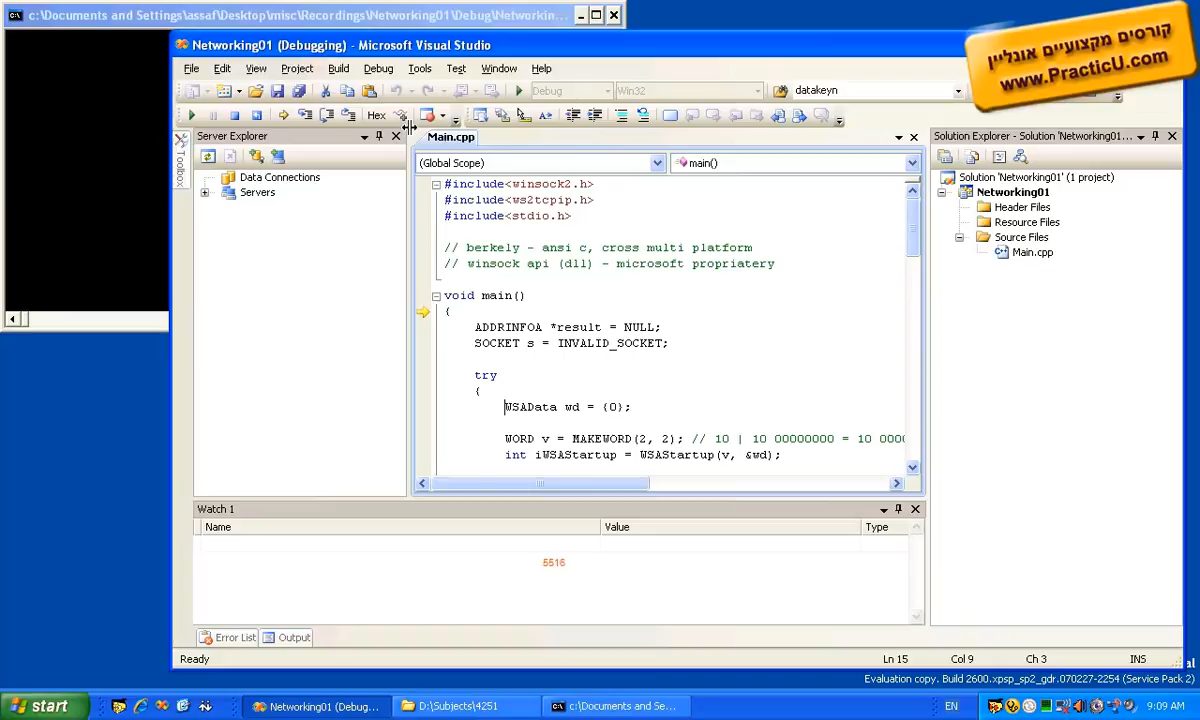 c:\Documents and Settings\assaf\Desktop\misc\Recordings\Networking01\Debug\Networkin...
Networking01 (Debugging) - Microsoft Visual Studio
קורסים מקצועיים אונליין
www.PracticU.com
File Edit View Project Build Debug Tools Test Window Help
Debug Win32 datakeyn
Hex
Server Explorer
Main.cpp
Solution Explorer - Solution 'Networking01...
Toolbox
(Global Scope)
main()
Data Connections
Servers
Solution 'Networking01' (1 project)
Networking01
Header Files
Resource Files
Source Files
Main.cpp
#include<winsock2.h>
#include<ws2tcpip.h>
#include<stdio.h>
// berkely - ansi c, cross multi platform
// winsock api (dll) - microsoft propriatery
void main()
{
ADDRINFOA *result = NULL;
SOCKET s = INVALID_SOCKET;
try
{
WSAData wd = {0};
WORD v = MAKEWORD(2, 2); // 10 | 10 00000000 = 10 0000
int iWSAStartup = WSAStartup(v, &wd);
Watch 1
Name Value Type
5516
Error List Output
Ready Ln 15 Col 9 Ch 3 INS
Evaluation copy. Build 2600.xpsp_sp2_gdr.070227-2254 (Service Pack 2)
start
Networking01 (Debug...
D:\Subjects\4251
c:\Documents and Se...
EN
9:09 AM